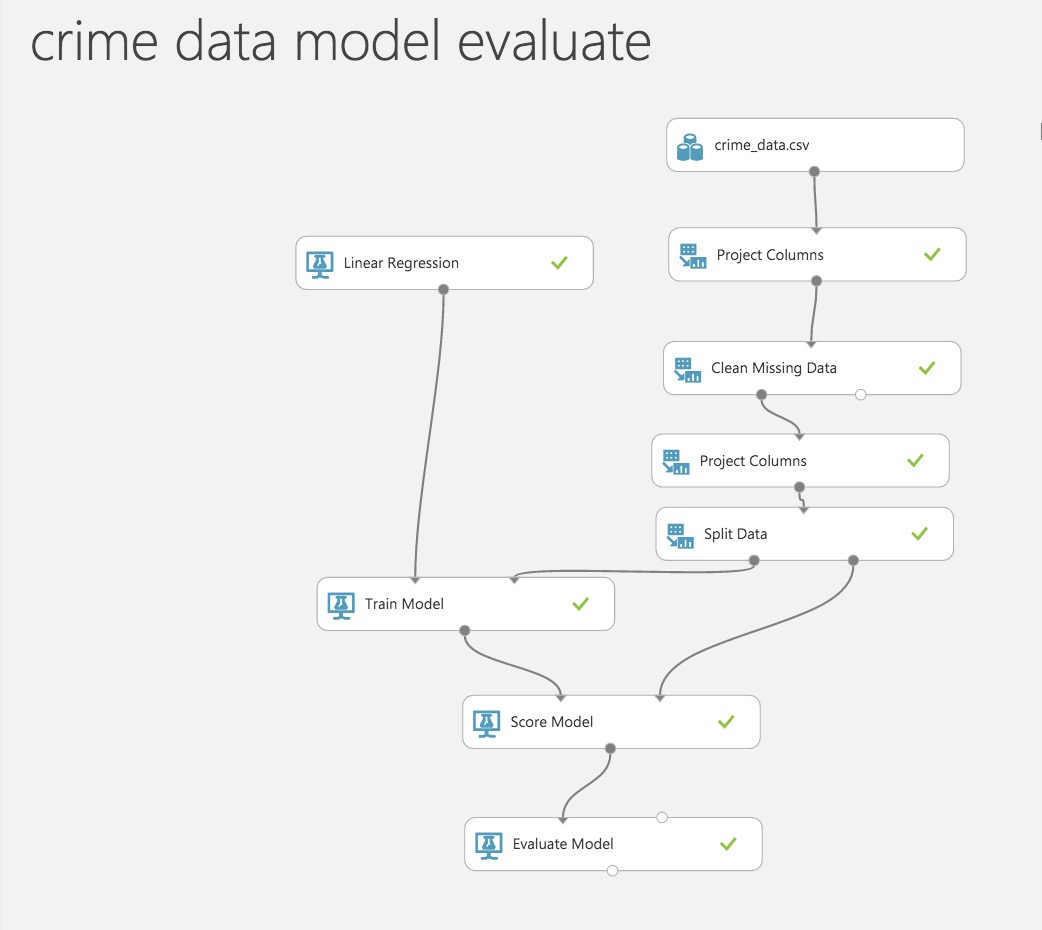 crime data model evaluate
crime_data.csv
Project Columns
Linear Regression
Clean Missing Data
Project Columns
Split Data
Train Model
Score Model
Evaluate Model